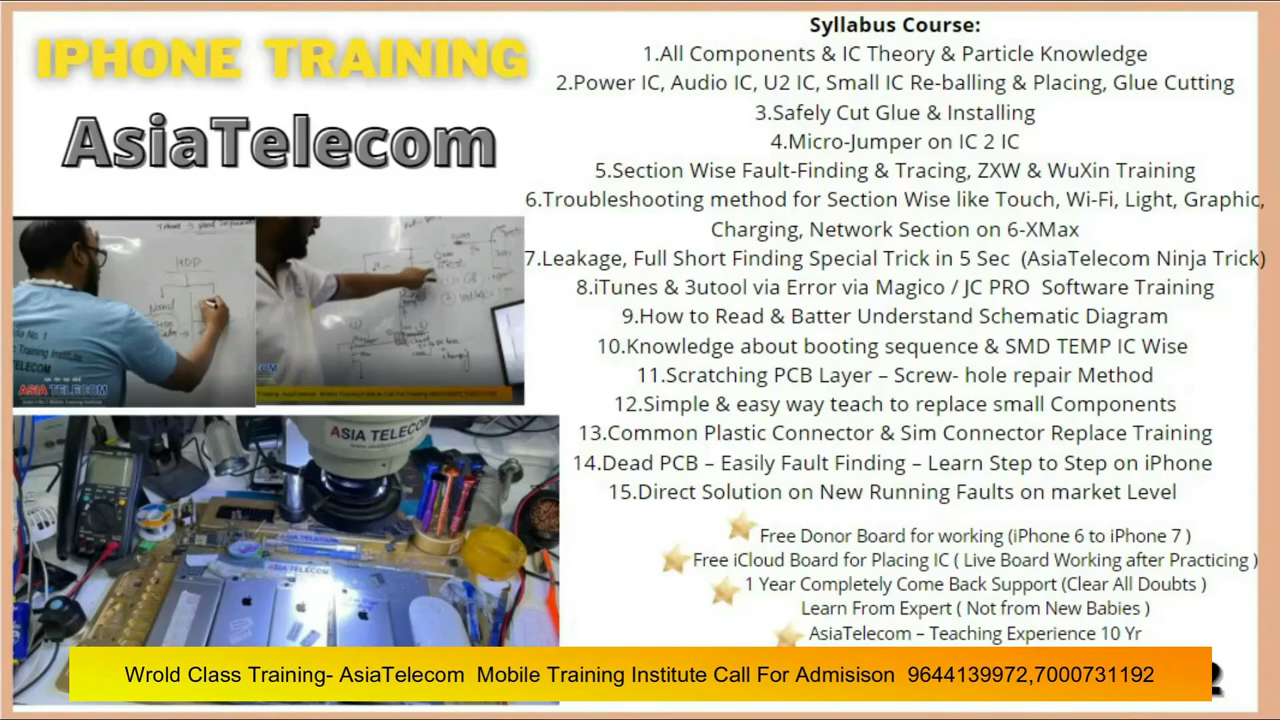 IPHONE TRAINING
AsiaTelecom
Syllabus Course:
1.All Components & IC Theory & Particle Knowledge
2.Power IC, Audio IC, U2 IC, Small IC Re-balling & Placing, Glue Cutting
3.Safely Cut Glue & Installing
4.Micro-Jumper on IC 2 IC
5.Section Wise Fault-Finding & Tracing, ZXW & WuXin Training
6.Troubleshooting method for Section Wise like Touch, Wi-Fi, Light, Graphic,
Charging, Network Section on 6-XMax
7.Leakage, Full Short Finding Special Trick in 5 Sec (AsiaTelecom Ninja Trick)
8.iTunes & 3utool via Error via Magico / JC PRO Software Training
9.How to Read & Batter Understand Schematic Diagram
10.Knowledge about booting sequence & SMD TEMP IC Wise
11.Scratching PCB Layer – Screw- hole repair Method
12.Simple & easy way teach to replace small Components
13.Common Plastic Connector & Sim Connector Replace Training
14.Dead PCB – Easily Fault Finding – Learn Step to Step on iPhone
15.Direct Solution on New Running Faults on market Level
Free Donor Board for working (iPhone 6 to iPhone 7 )
Free iCloud Board for Placing IC ( Live Board Working after Practicing )
1 Year Completely Come Back Support (Clear All Doubts )
Learn From Expert ( Not from New Babies )
AsiaTelecom – Teaching Experience 10 Yr
No. 1
Training Institute
TELECOM
ASIA TELECOM
ASIA TELECOM
ASIA TELECOM
Wrold Class Training- AsiaTelecom Mobile Training Institute Call For Admisison 9644139972,7000731192